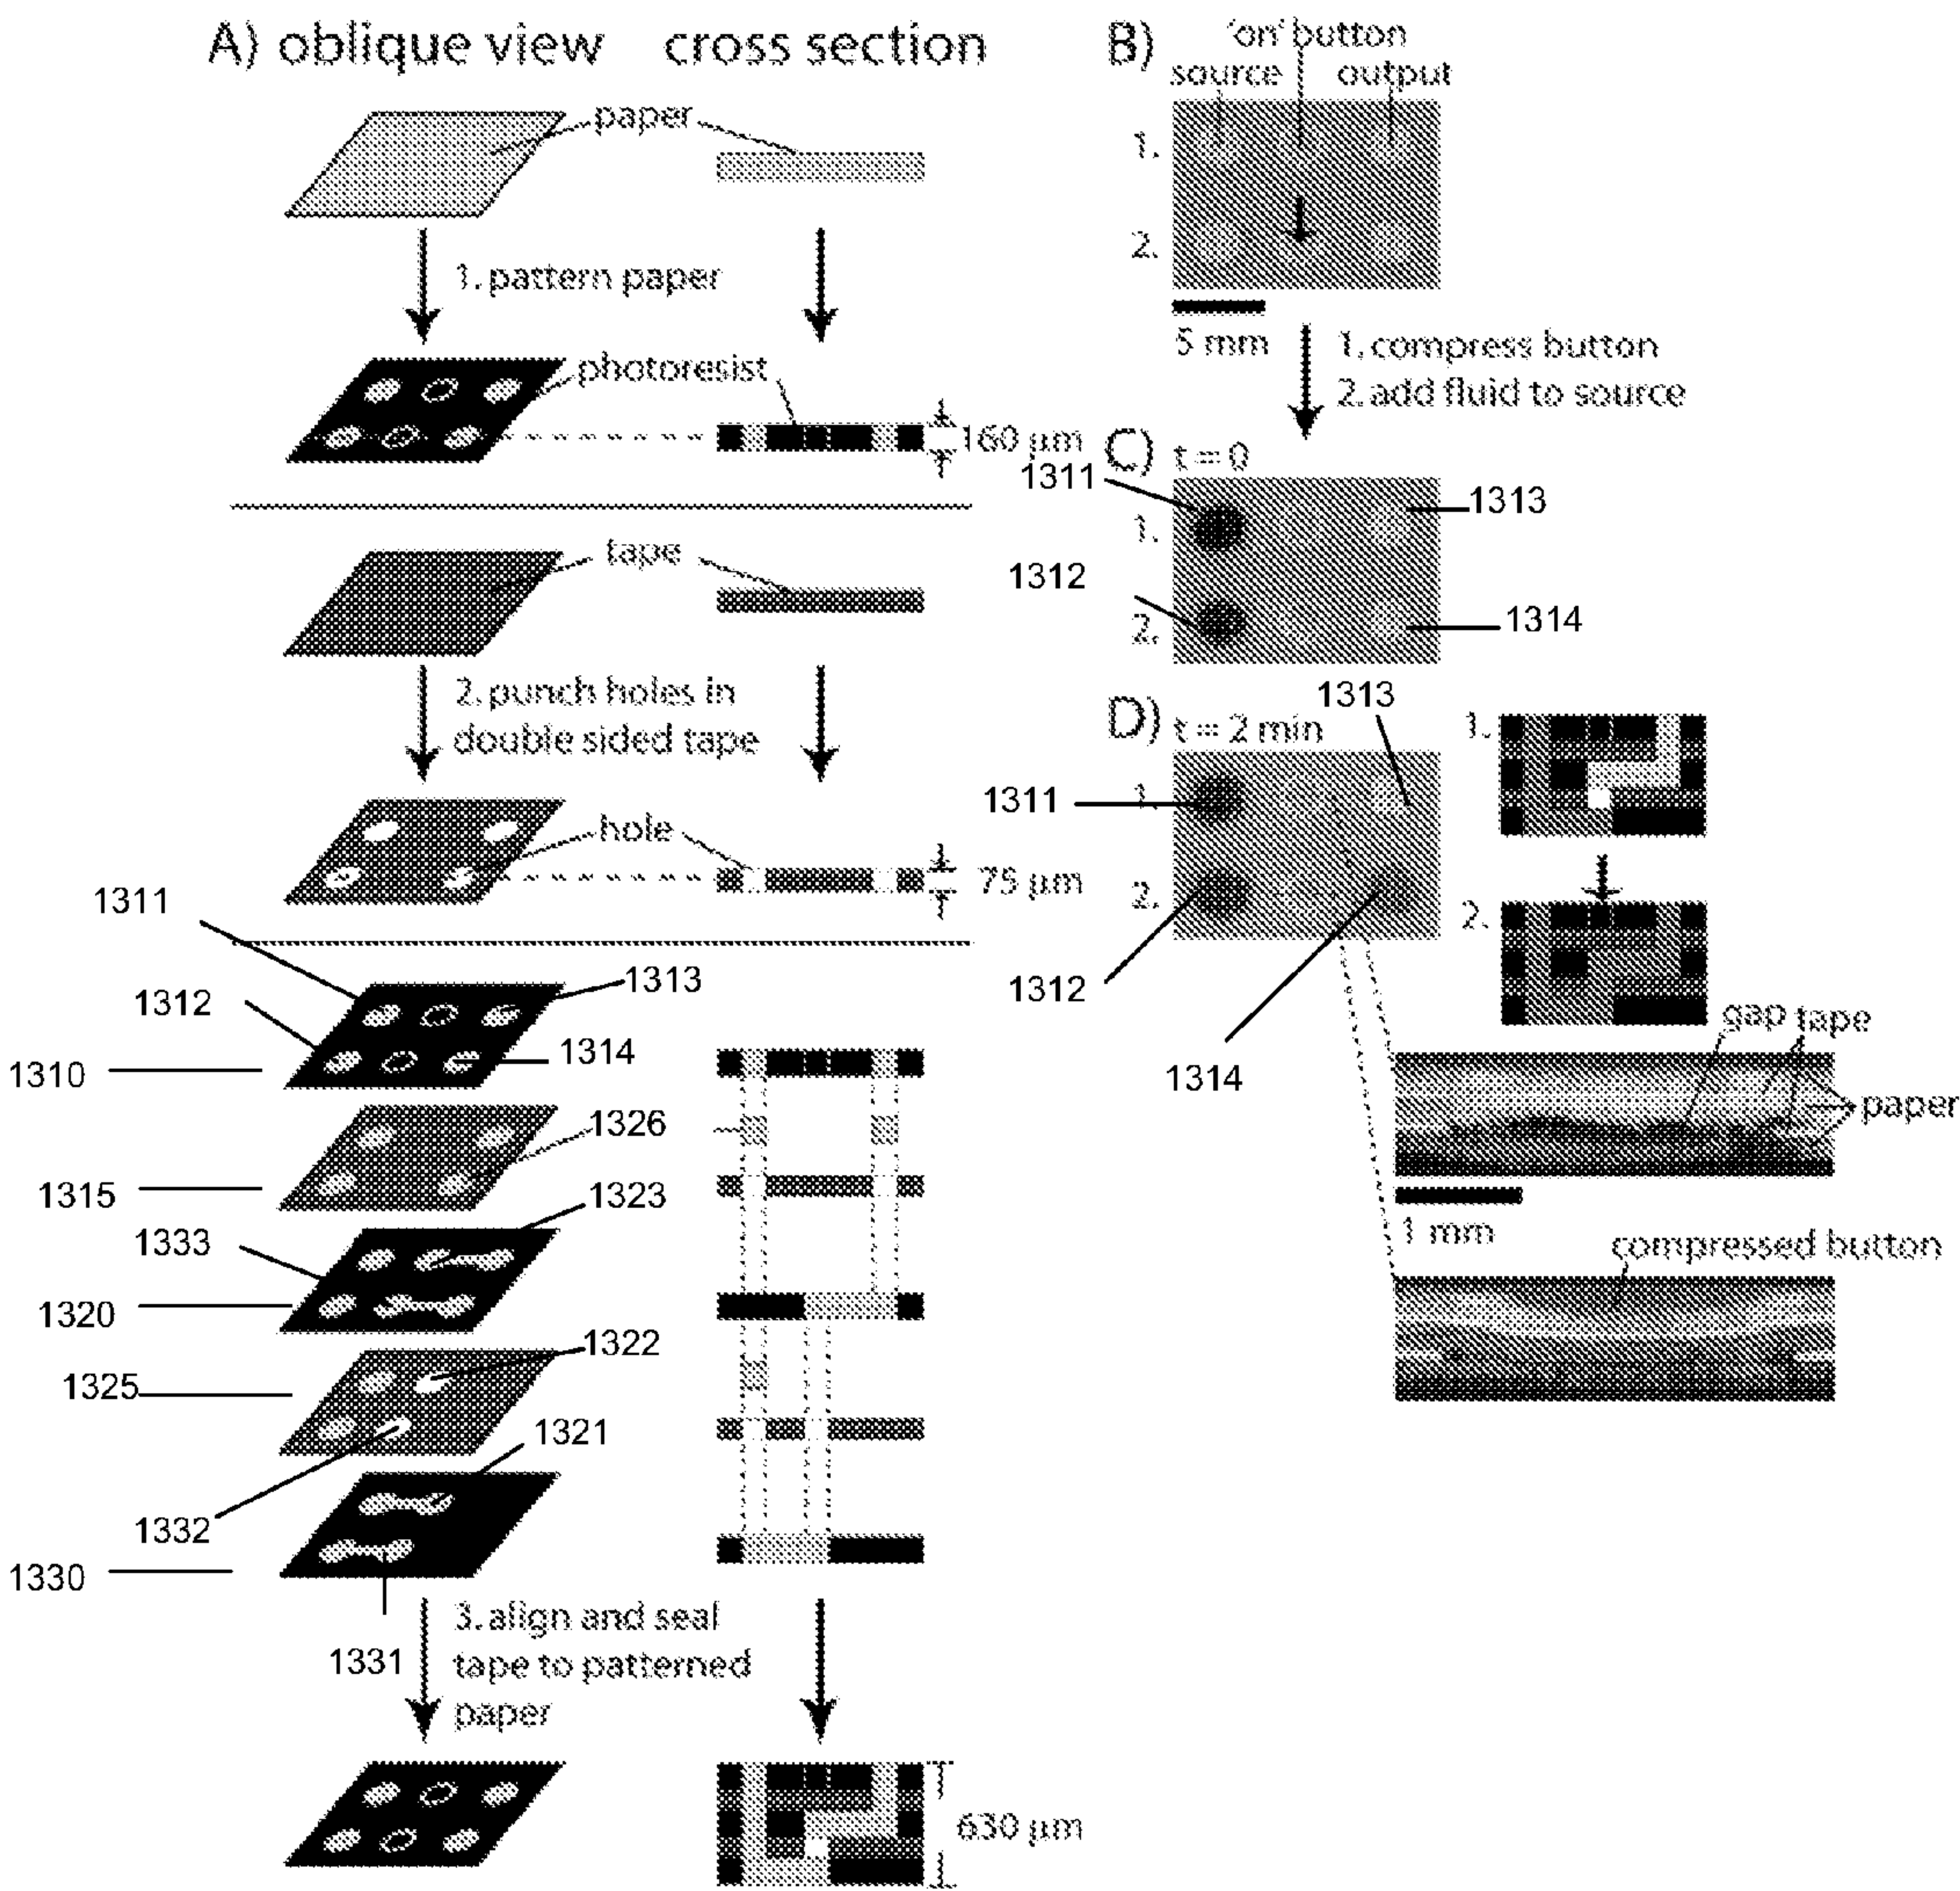 A) oblique view cross section
paper
1. pattern paper
photoresist
160 μm
tape
2. punch holes in
double sided tape
hole
75 μm
1311
1313
1312
1314
1310
1326
1315
1323
1333
1320
1322
1325
1321
1332
1330
1331
3. align and seal
tape to patterned
paper
630 μm
B)
'on' button
source output
1.
2.
5 mm
1. compress button
2. add fluid to source
C) t = 0
1311
1313
1.
1312
2.
1314
D) t = 2 min
1313
1.
1311
1.
2.
2.
1312
1314
gap tape
paper
1 mm
compressed button